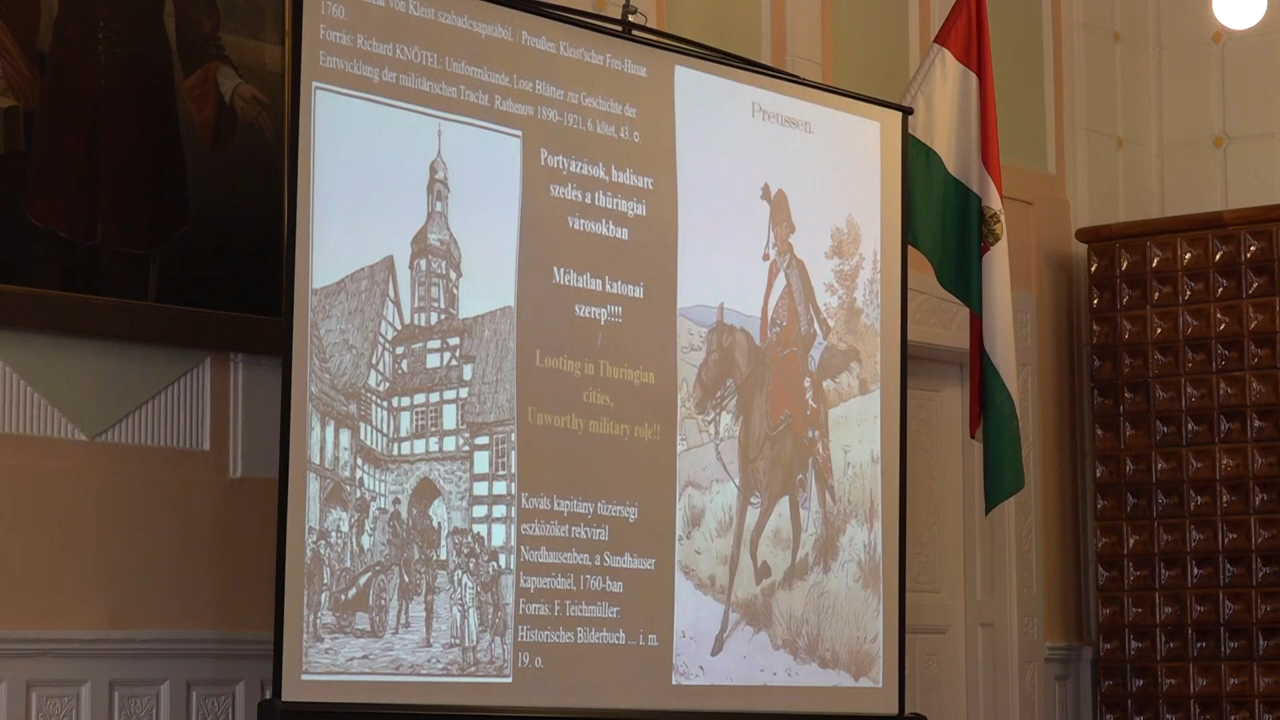 von Kleist szabadcsapatából. / Preußen: Kleist'scher Frei-Husar.
1760.
Forrás: Richard KNÖTEL: Uniformkunde, Lose Blätter zur Geschichte der
Entwicklung der militärischen Tracht. Rathenow 1890–1921, 6. kötet, 43. o.
Preussen.
Portyázások, hadisarc
szedés a thüringiai
városokban
Méltatlan katonai
szerep!!!!
/
Looting in Thuringian
cities,
Unworthy military role!!
Kováts kapitány tüzérségi
eszközöket rekvirál
Nordhausenben, a Sundhäuser
kapuerődnél, 1760-ban
Forrás: F. Teichmüller:
Historisches Bilderbuch ... i. m.
19. o.